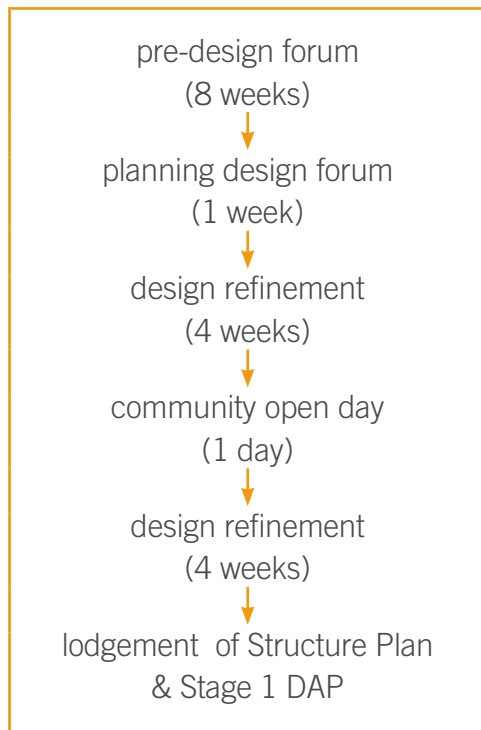 pre-design forum
(8 weeks)
planning design forum
(1 week)
design refinement
(4 weeks)
community open day
(1 day)
design refinement
(4 weeks)
lodgement of Structure Plan
& Stage 1 DAP